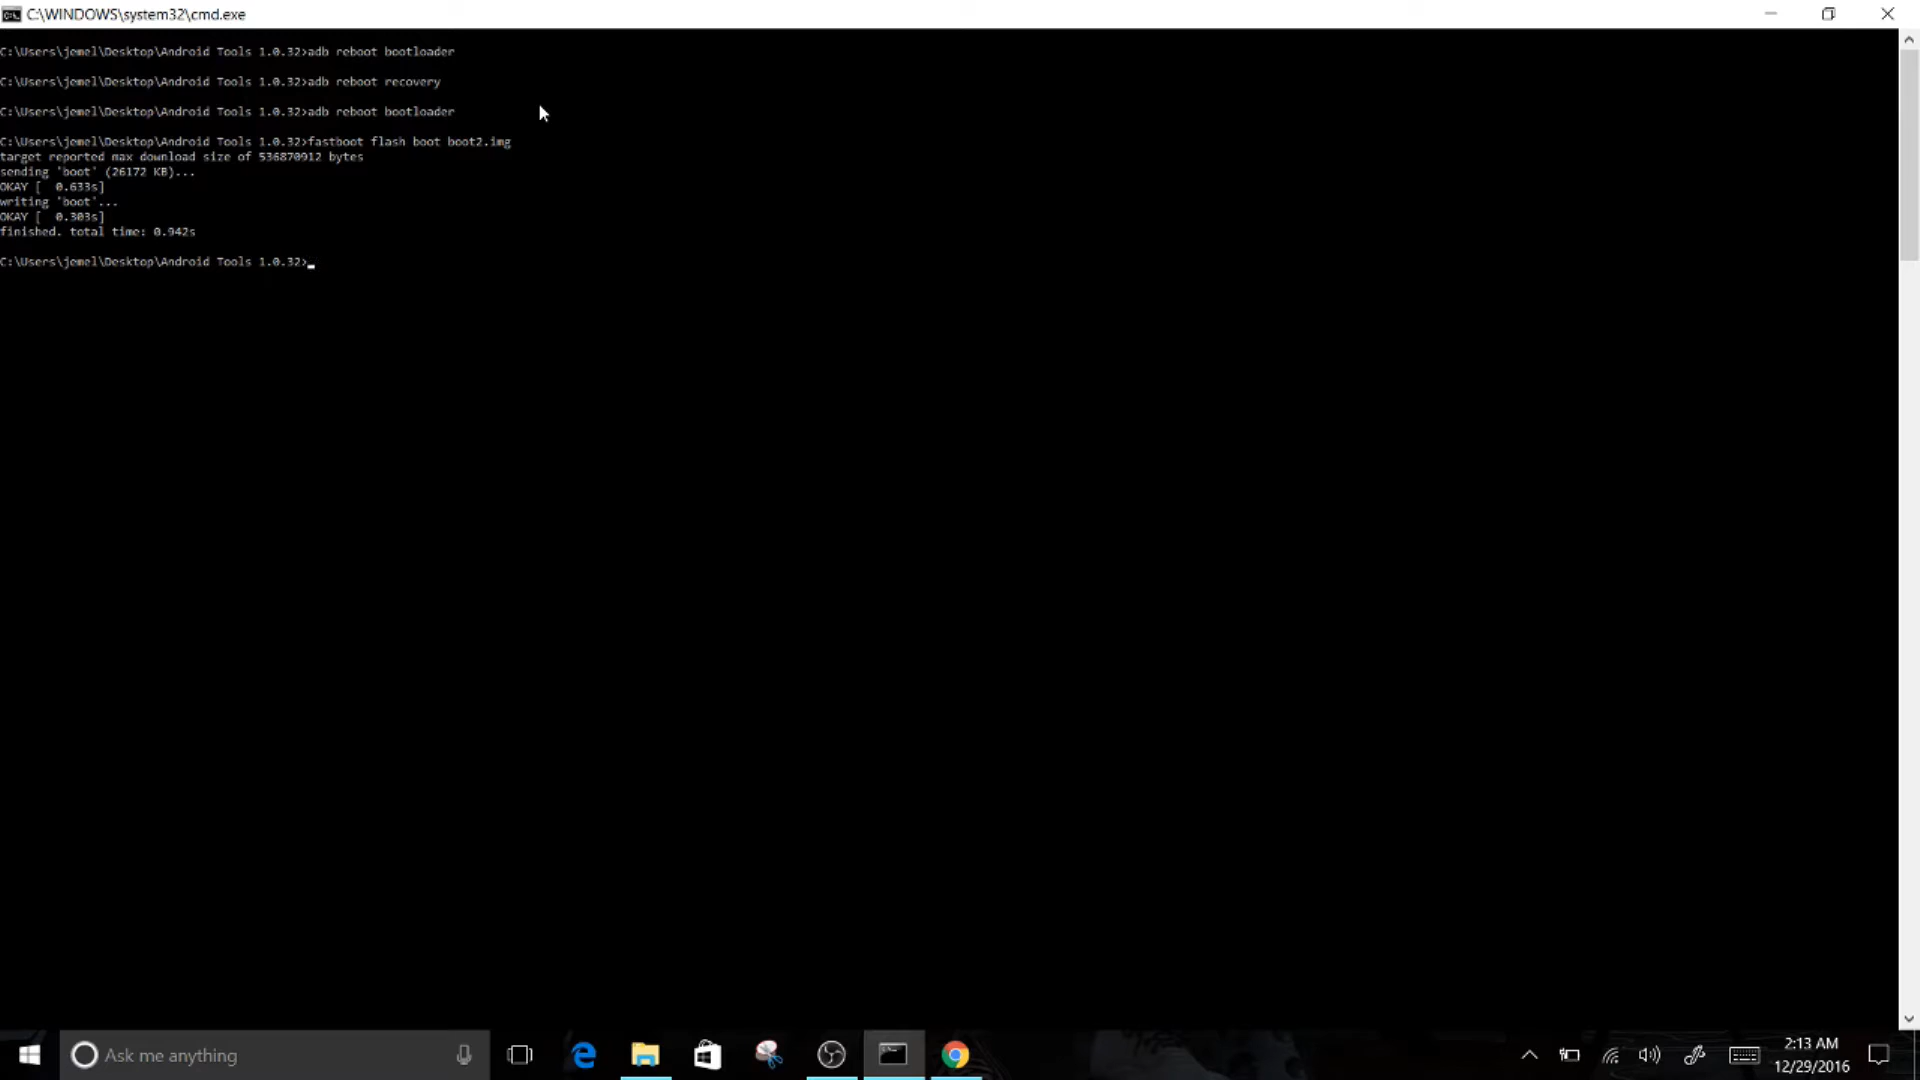 C:\WINDOWS\system32\cmd.exe
C:\Users\jemel\Desktop\Android Tools 1.0.32>adb reboot bootloader
C:\Users\jemel\Desktop\Android Tools 1.0.32>adb reboot recovery
C:\Users\jemel\Desktop\Android Tools 1.0.32>adb reboot bootloader
C:\Users\jemel\Desktop\Android Tools 1.0.32>fastboot flash boot boot2.img
target reported max download size of 536870912 bytes
sending 'boot' (26172 KB)...
OKAY [  0.633s]
writing 'boot'...
OKAY [  0.303s]
finished. total time: 0.942s
C:\Users\jemel\Desktop\Android Tools 1.0.32>
Ask me anything
2:13 AM
12/29/2016